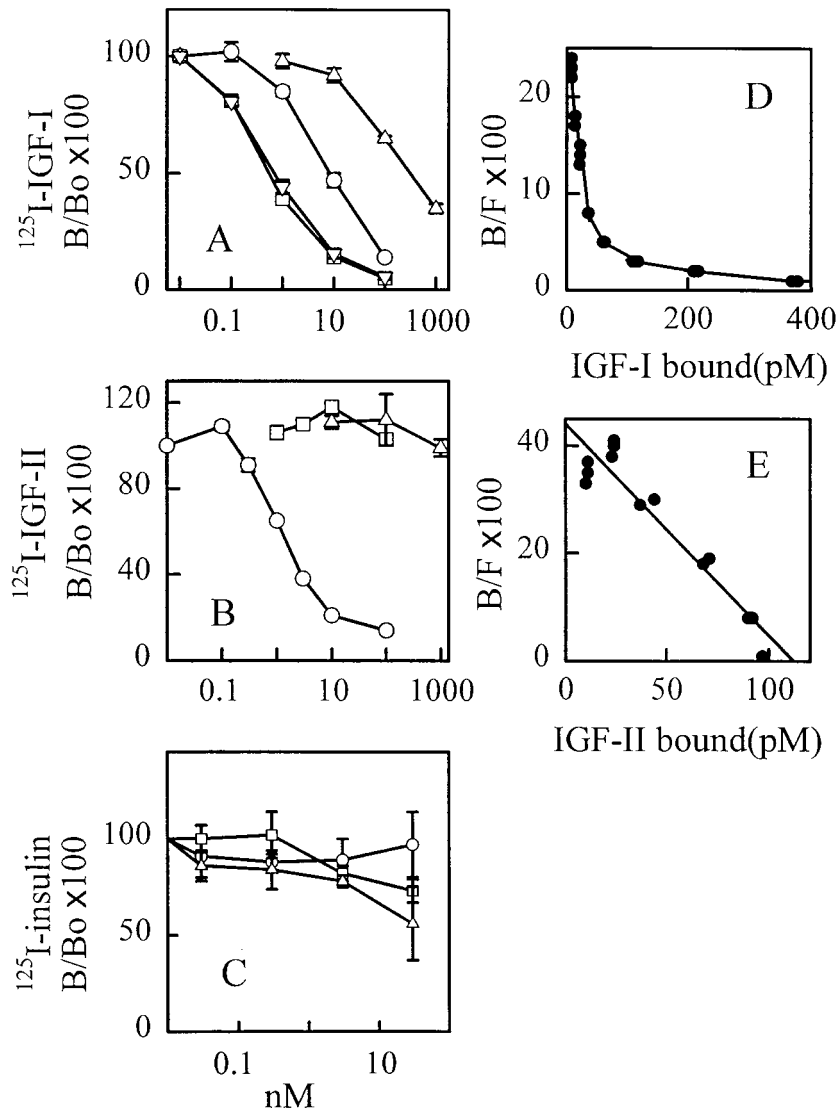 ¹²⁵I-IGF-I
B/Bo x100
100
50
0
A
0.1
10
1000
B/F x100
20
10
0
D
0
200
400
IGF-I bound(pM)
¹²⁵I-IGF-II
B/Bo x100
120
80
40
0
B
0.1
10
1000
B/F x100
40
20
0
E
0
50
100
IGF-II bound(pM)
¹²⁵I-insulin
B/Bo x100
100
50
0
C
0.1
10
nM